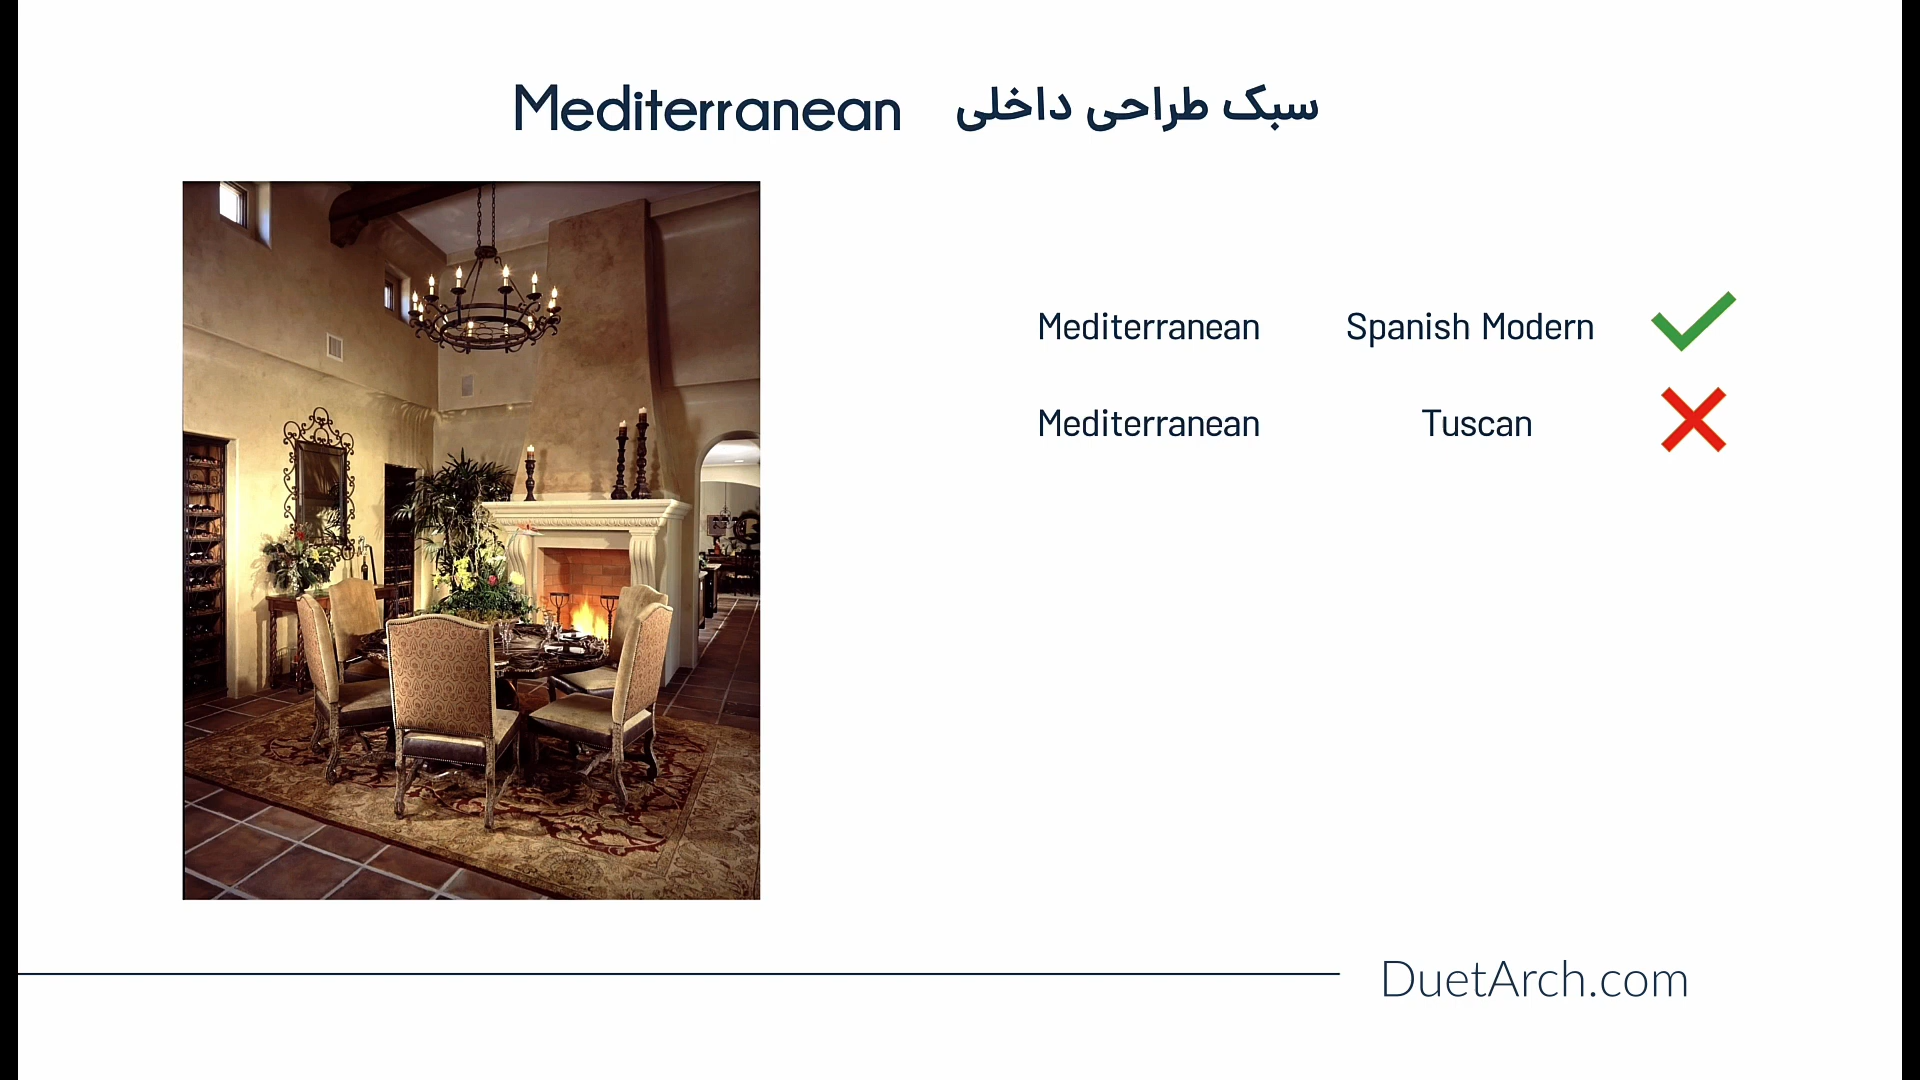 سبک طراحی داخلی Mediterranean
Mediterranean Spanish Modern
Mediterranean Tuscan
DuetArch.com